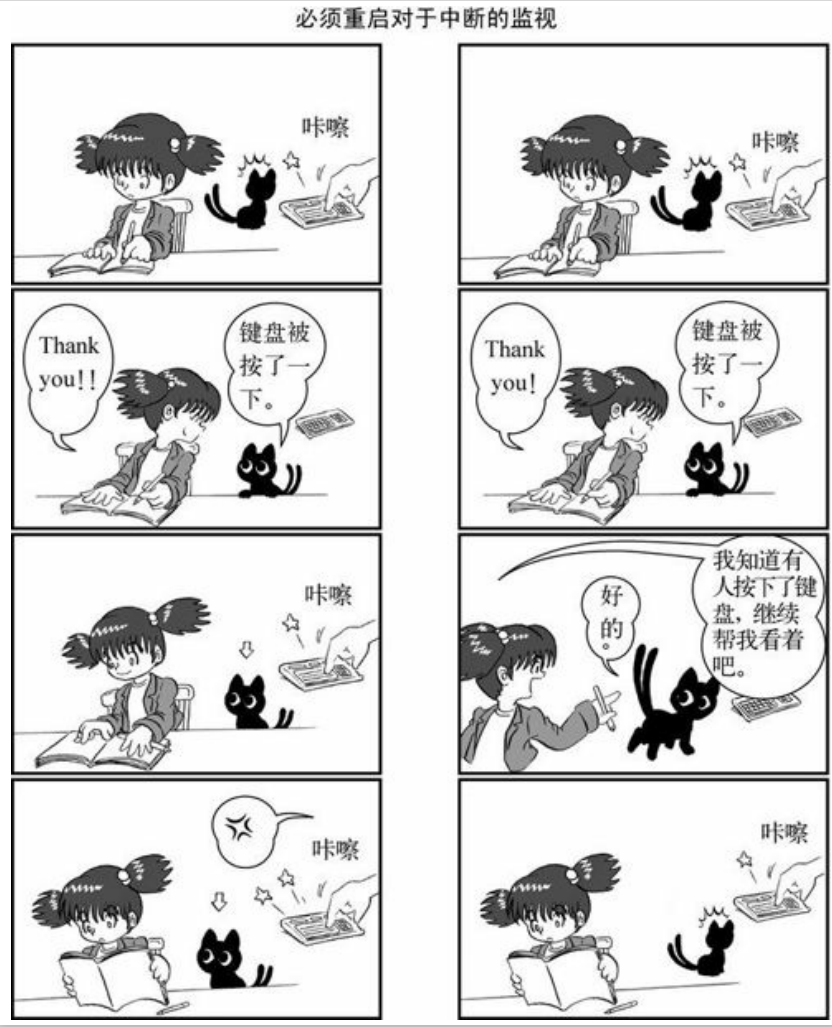 必须重启对于中断的监视
咔嚓
Thank
you!!
键盘被
按了一
下。
咔嚓
咔嚓
咔嚓
Thank
you!
键盘被
按了一
下。
好
的。
我知道有
人按下了键
盘，继续
帮我看着
吧。
咔嚓